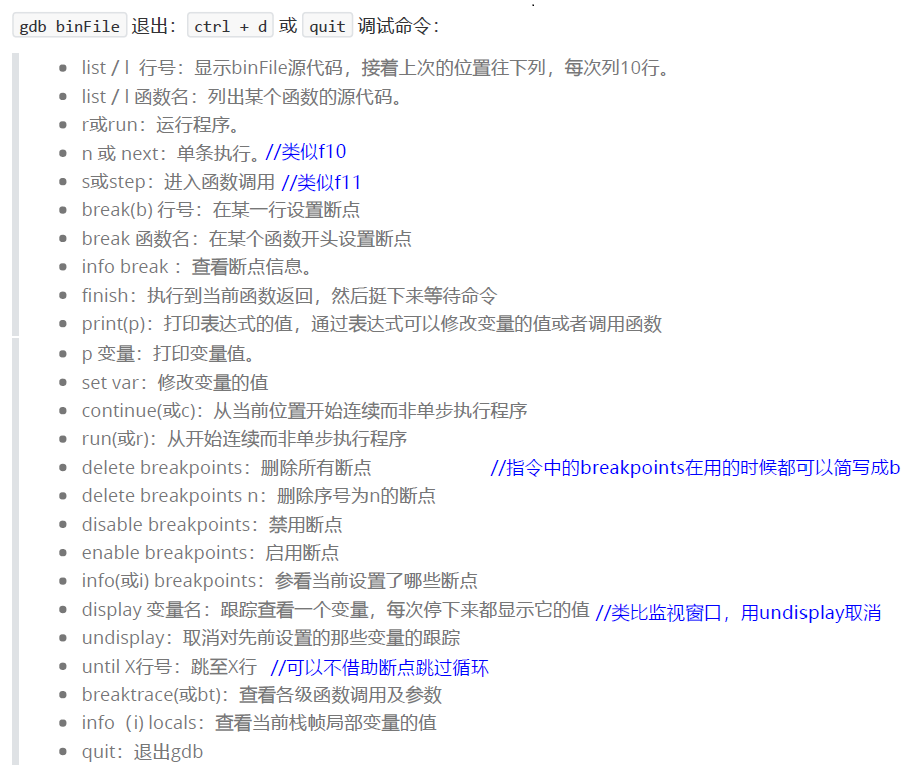 gdb binFile 退出： ctrl + d 或 quit 调试命令：
list / l 行号：显示binFile源代码，接着上次的位置往下列，每次列10行。
list / l 函数名：列出某个函数的源代码。
r或run：运行程序。
n 或 next：单条执行。//类似f10
s或step：进入函数调用 //类似f11
break(b) 行号：在某一行设置断点
break 函数名：在某个函数开头设置断点
info break ：查看断点信息。
finish：执行到当前函数返回，然后挺下来等待命令
print(p)：打印表达式的值，通过表达式可以修改变量的值或者调用函数
p 变量：打印变量值。
set var：修改变量的值
continue(或c)：从当前位置开始连续而非单步执行程序
run(或r)：从开始连续而非单步执行程序
delete breakpoints：删除所有断点 //指令中的breakpoints在用的时候都可以简写成b
delete breakpoints n：删除序号为n的断点
disable breakpoints：禁用断点
enable breakpoints：启用断点
info(或i) breakpoints：参看当前设置了哪些断点
display 变量名：跟踪查看一个变量，每次停下来都显示它的值 //类比监视窗口，用undisplay取消
undisplay：取消对先前设置的那些变量的跟踪
until X行号：跳至X行 //可以不借助断点跳过循环
breaktrace(或bt)：查看各级函数调用及参数
info（i) locals：查看当前栈帧局部变量的值
quit：退出gdb